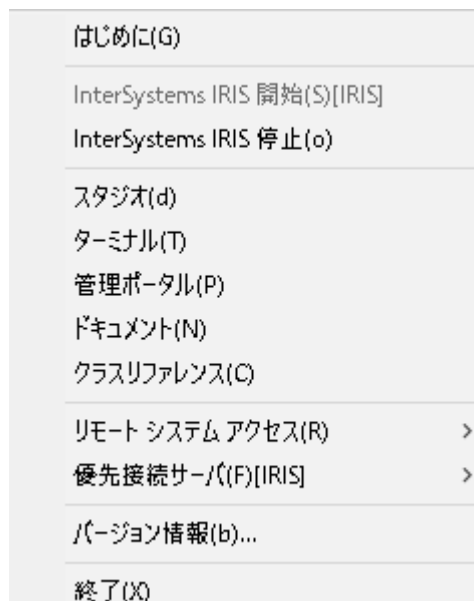 はじめに(G)
InterSystems IRIS 開始(S)[IRIS]
InterSystems IRIS 停止(o)
スタジオ(d)
ターミナル(T)
管理ポータル(P)
ドキュメント(N)
クラスリファレンス(C)
リモート システム アクセス(R)
優先接続サーバ(F)[IRIS]
バージョン情報(b)...
終了(X)